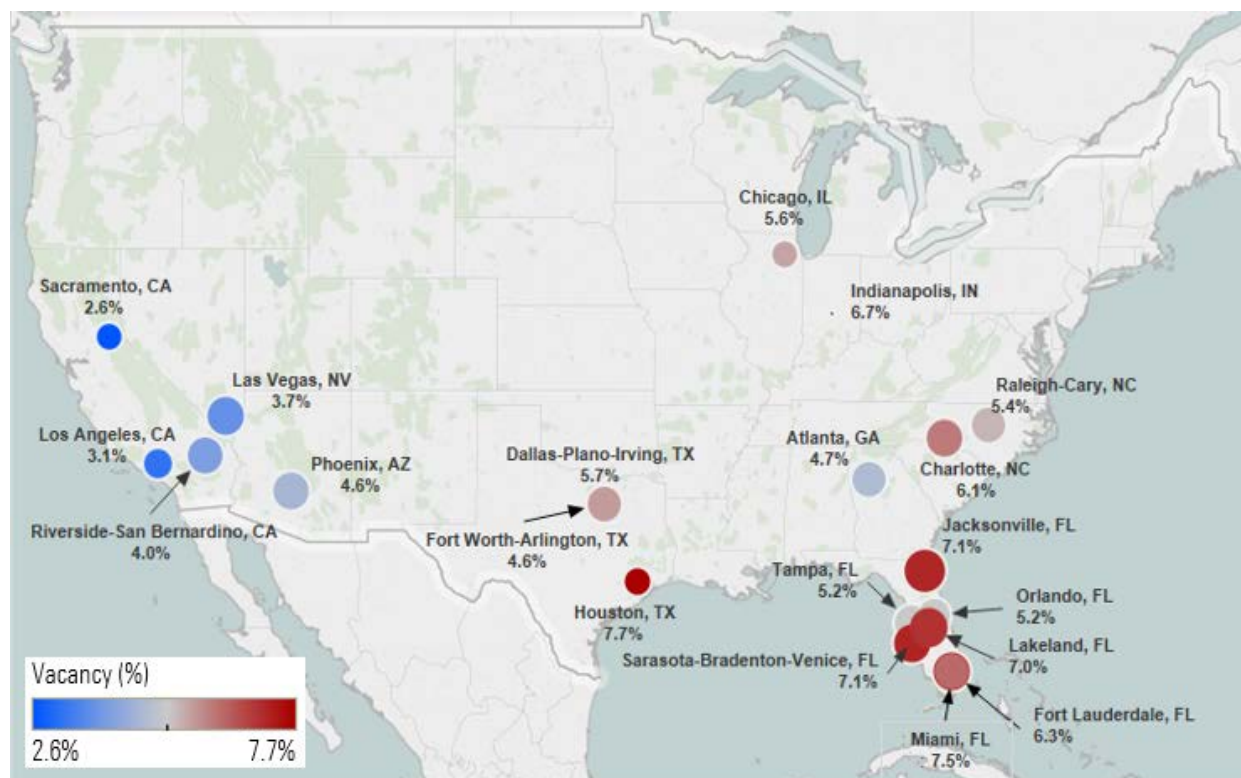 Chicago, IL
5.6%
Indianapolis, IN
6.7%
Sacramento, CA
2.6%
Las Vegas, NV
3.7%
Raleigh-Cary, NC
5.4%
Los Angeles, CA
3.1%
Atlanta, GA
4.7%
Dallas-Plano-Irving, TX
5.7%
Phoenix, AZ
4.6%
Charlotte, NC
6.1%
Riverside-San Bernardino, CA
4.0%
Fort Worth-Arlington, TX
4.6%
Jacksonville, FL
7.1%
Tampa, FL
5.2%
Orlando, FL
5.2%
Houston, TX
7.7%
Lakeland, FL
7.0%
Sarasota-Bradenton-Venice, FL
7.1%
Fort Lauderdale, FL
6.3%
Miami, FL
7.5%
Vacancy (%)
2.6%
7.7%